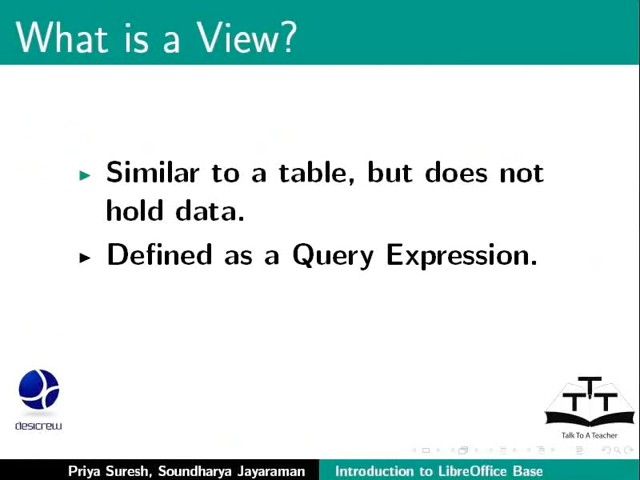 What is a View?
Similar to a table, but does not
hold data.
Defined as a Query Expression.
desicrew
TTT
Talk To A Teacher
Priya Suresh, Soundharya Jayaraman Introduction to LibreOffice Base